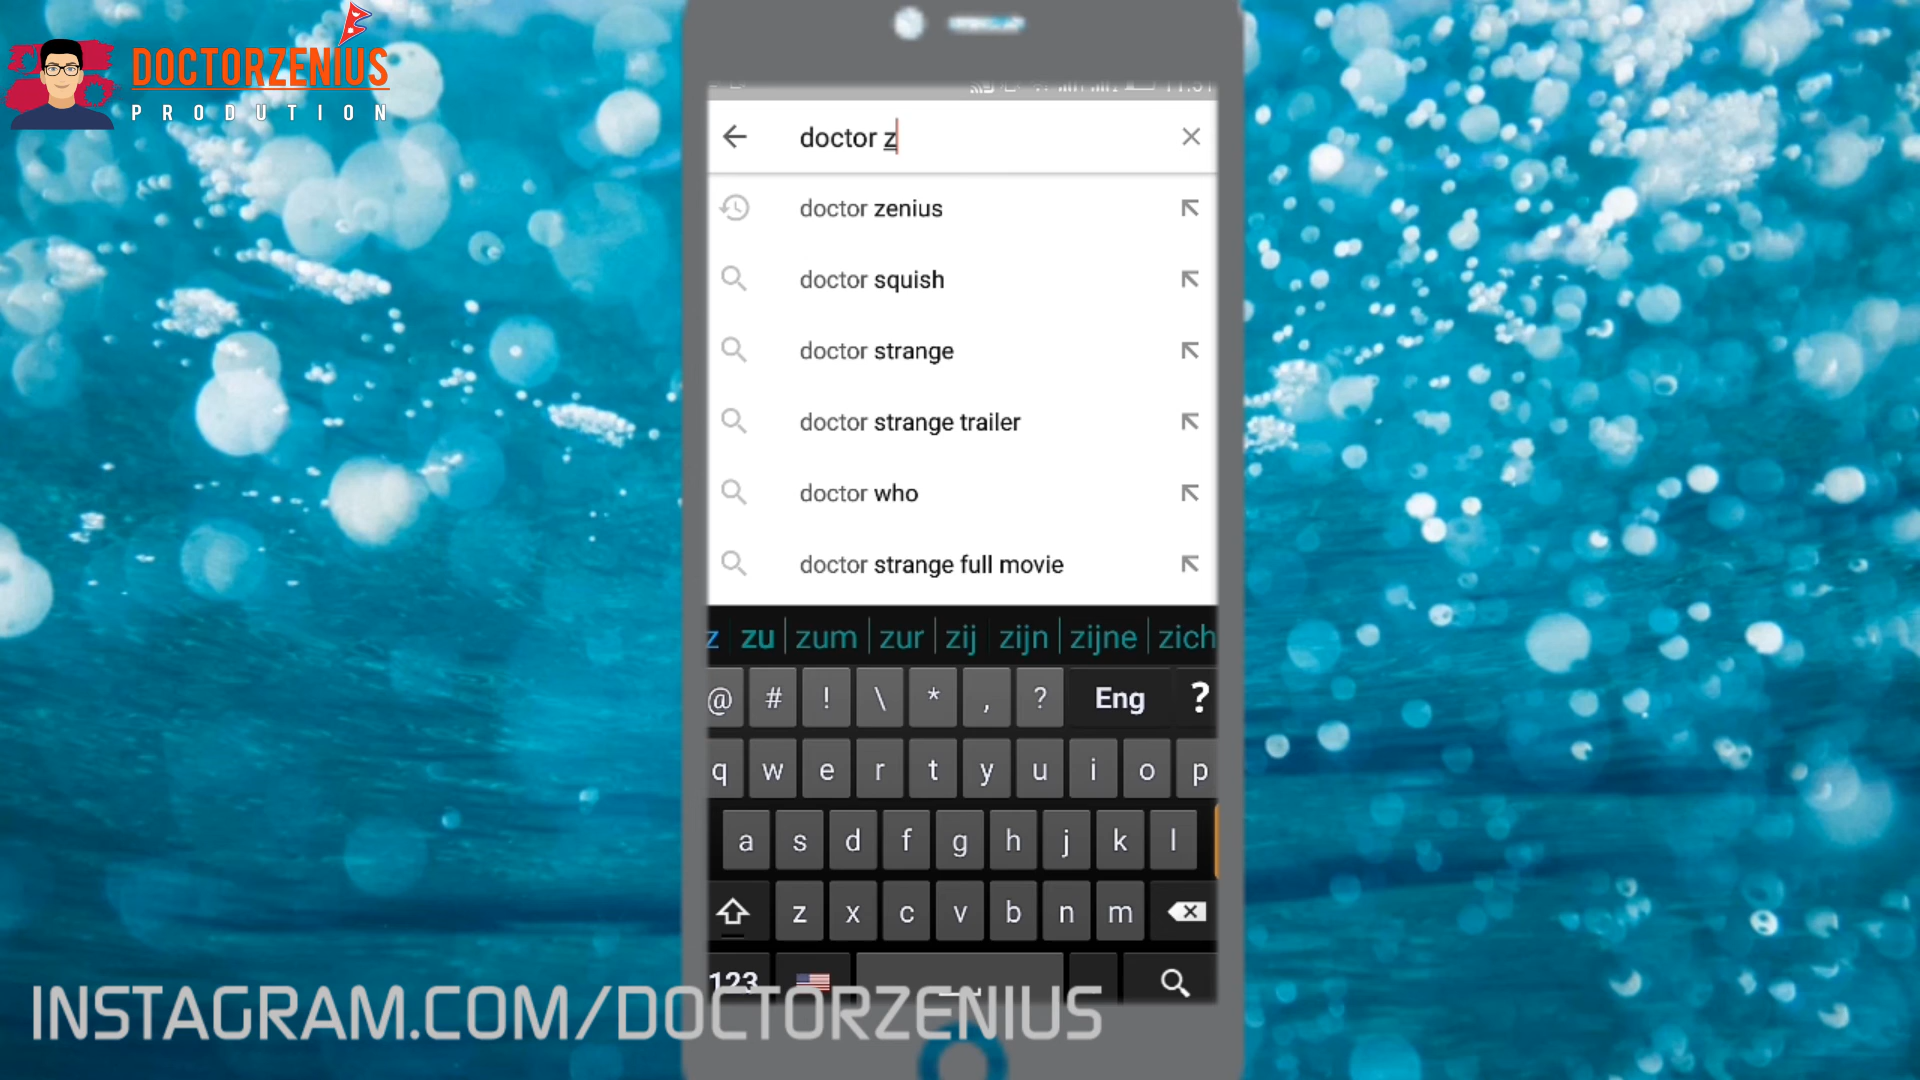 DOCTORZENIUS
PRODUTION
doctor z
doctor zenius
doctor squish
doctor strange
doctor strange trailer
doctor who
doctor strange full movie
z zu zum zur zij zijn zijne zich
@ # ! \ * , ? Eng ?
q w e r t y u i o p
a s d f g h j k l
z x c v b n m
123
INSTAGRAM.COM/DOCTORZENIUS